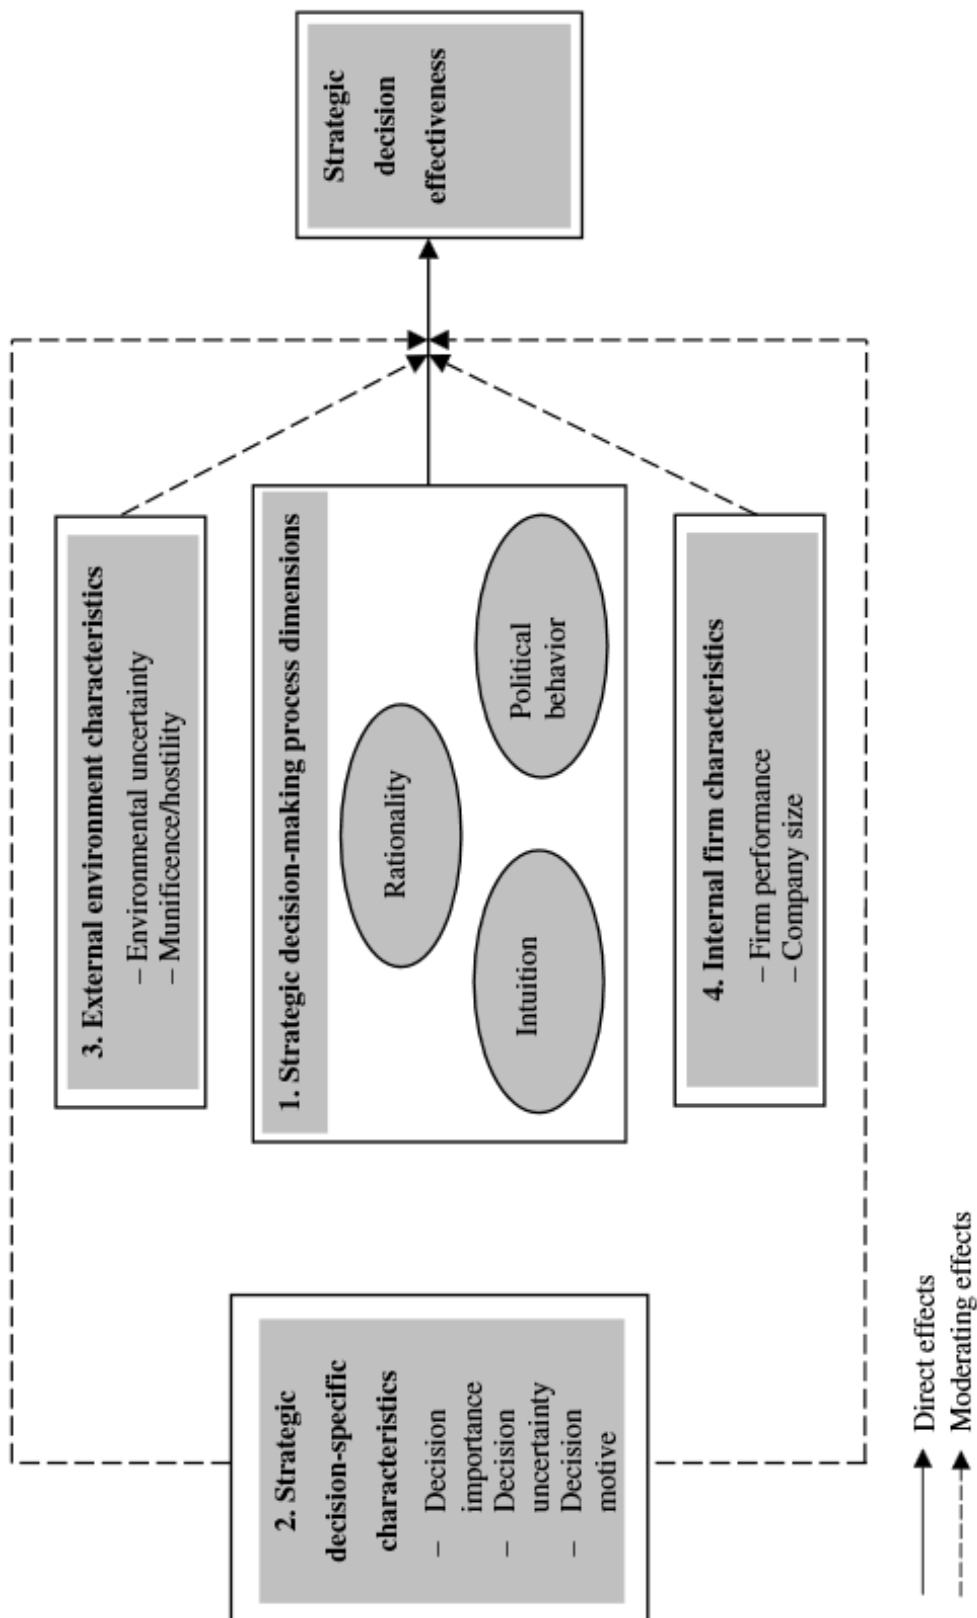 3. External environment characteristics
– Environmental uncertainty
– Munificence/hostility
2. Strategic
decision-specific
characteristics
– Decision
importance
– Decision
uncertainty
– Decision
motive
1. Strategic decision-making process dimensions
Rationality
Intuition
Political
behavior
Strategic
decision
effectiveness
4. Internal firm characteristics
– Firm performance
– Company size
Direct effects
Moderating effects